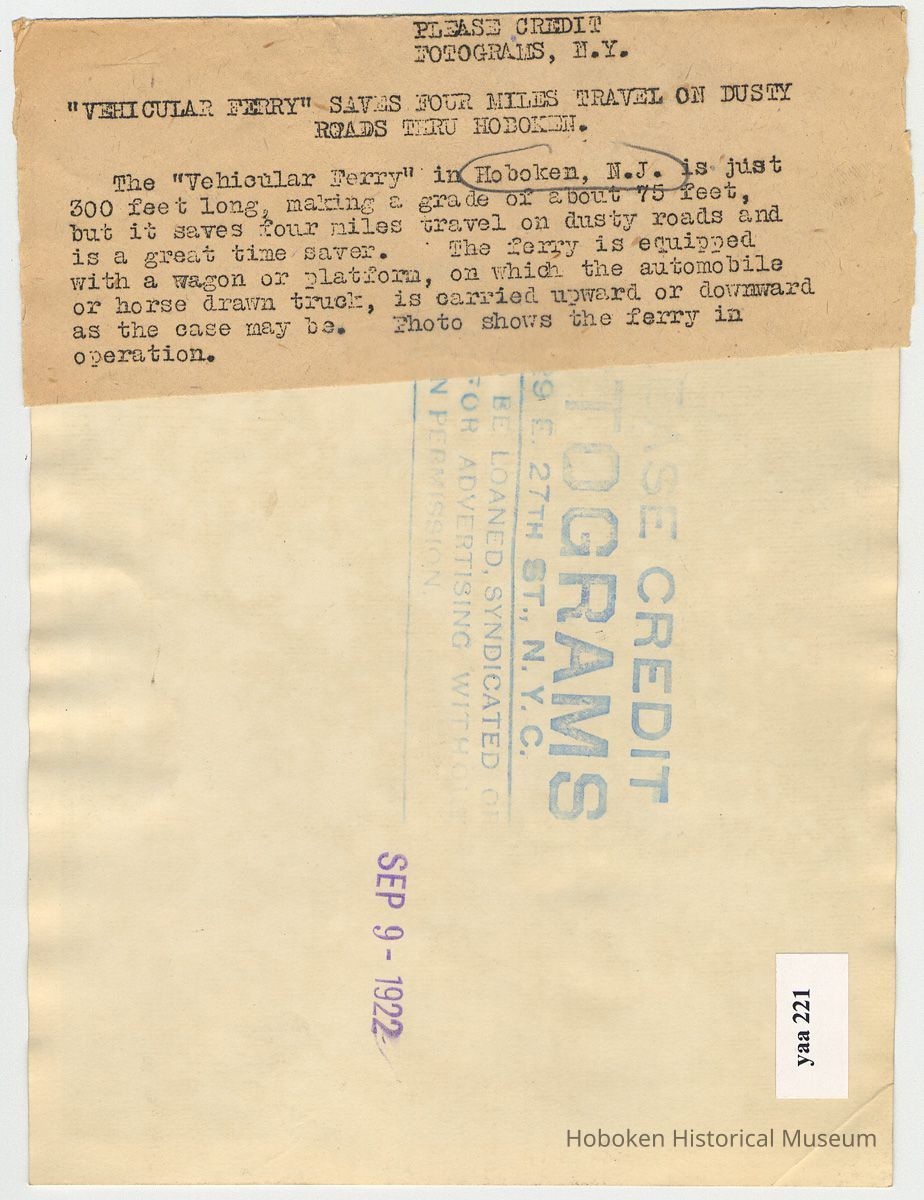 PLEASE CREDIT
FOTOGRAMS, N.Y.
"VEHICULAR FERRY" SAVES FOUR MILES TRAVEL ON DUSTY
ROADS THRU HOBOKEN.
The "Vehicular Ferry" in Hoboken, N.J. is just
300 feet long, making a grade of about 75 feet,
but it saves four miles travel on dusty roads and
is a great time saver. The ferry is equipped
with a wagon or platform, on which the automobile
or horse drawn truck, is carried upward or downward
as the case may be. Photo shows the ferry in
operation.
EASE CREDIT
TOGRAMS
29 E. 27TH ST., N.Y.C.
BE LOANED, SYNDICATED OR
FOR ADVERTISING WITHOUT
N PERMISSION.
SEP 9 - 1922
yaa 221
Hoboken Historical Museum